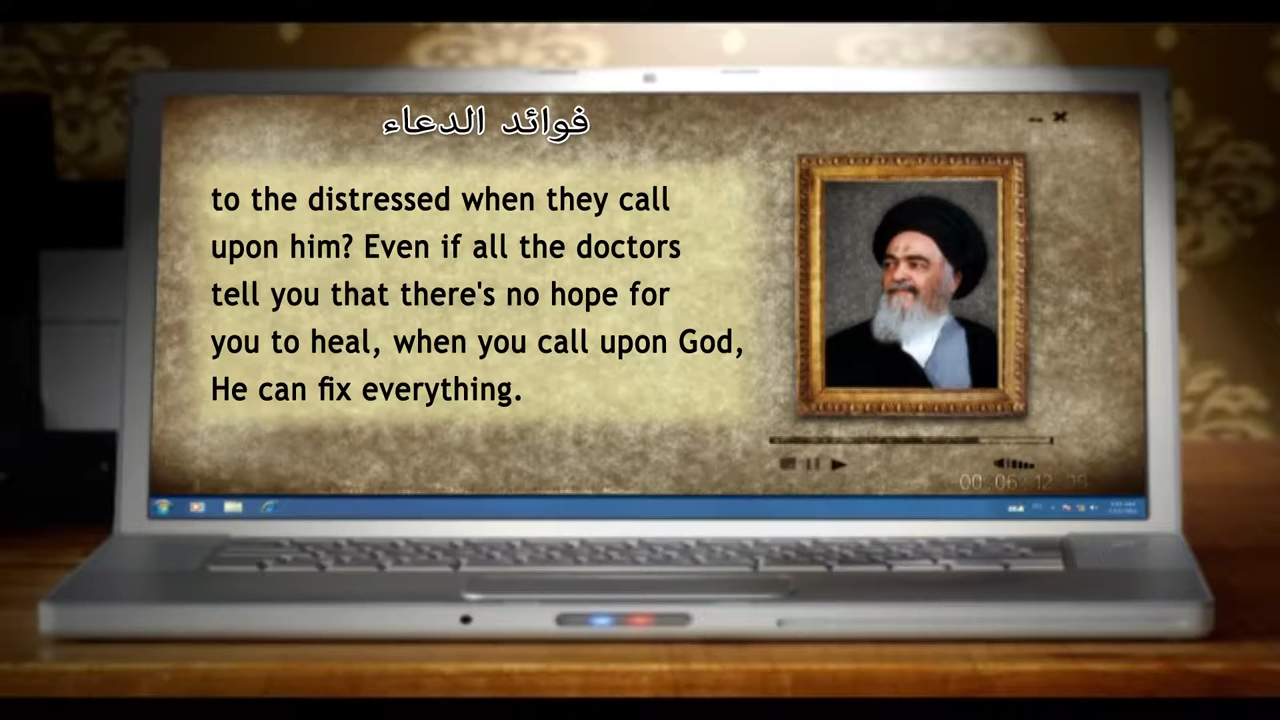 فوائد الدعاء
to the distressed when they call
upon him? Even if all the doctors
tell you that there's no hope for
you to heal, when you call upon God,
He can fix everything.